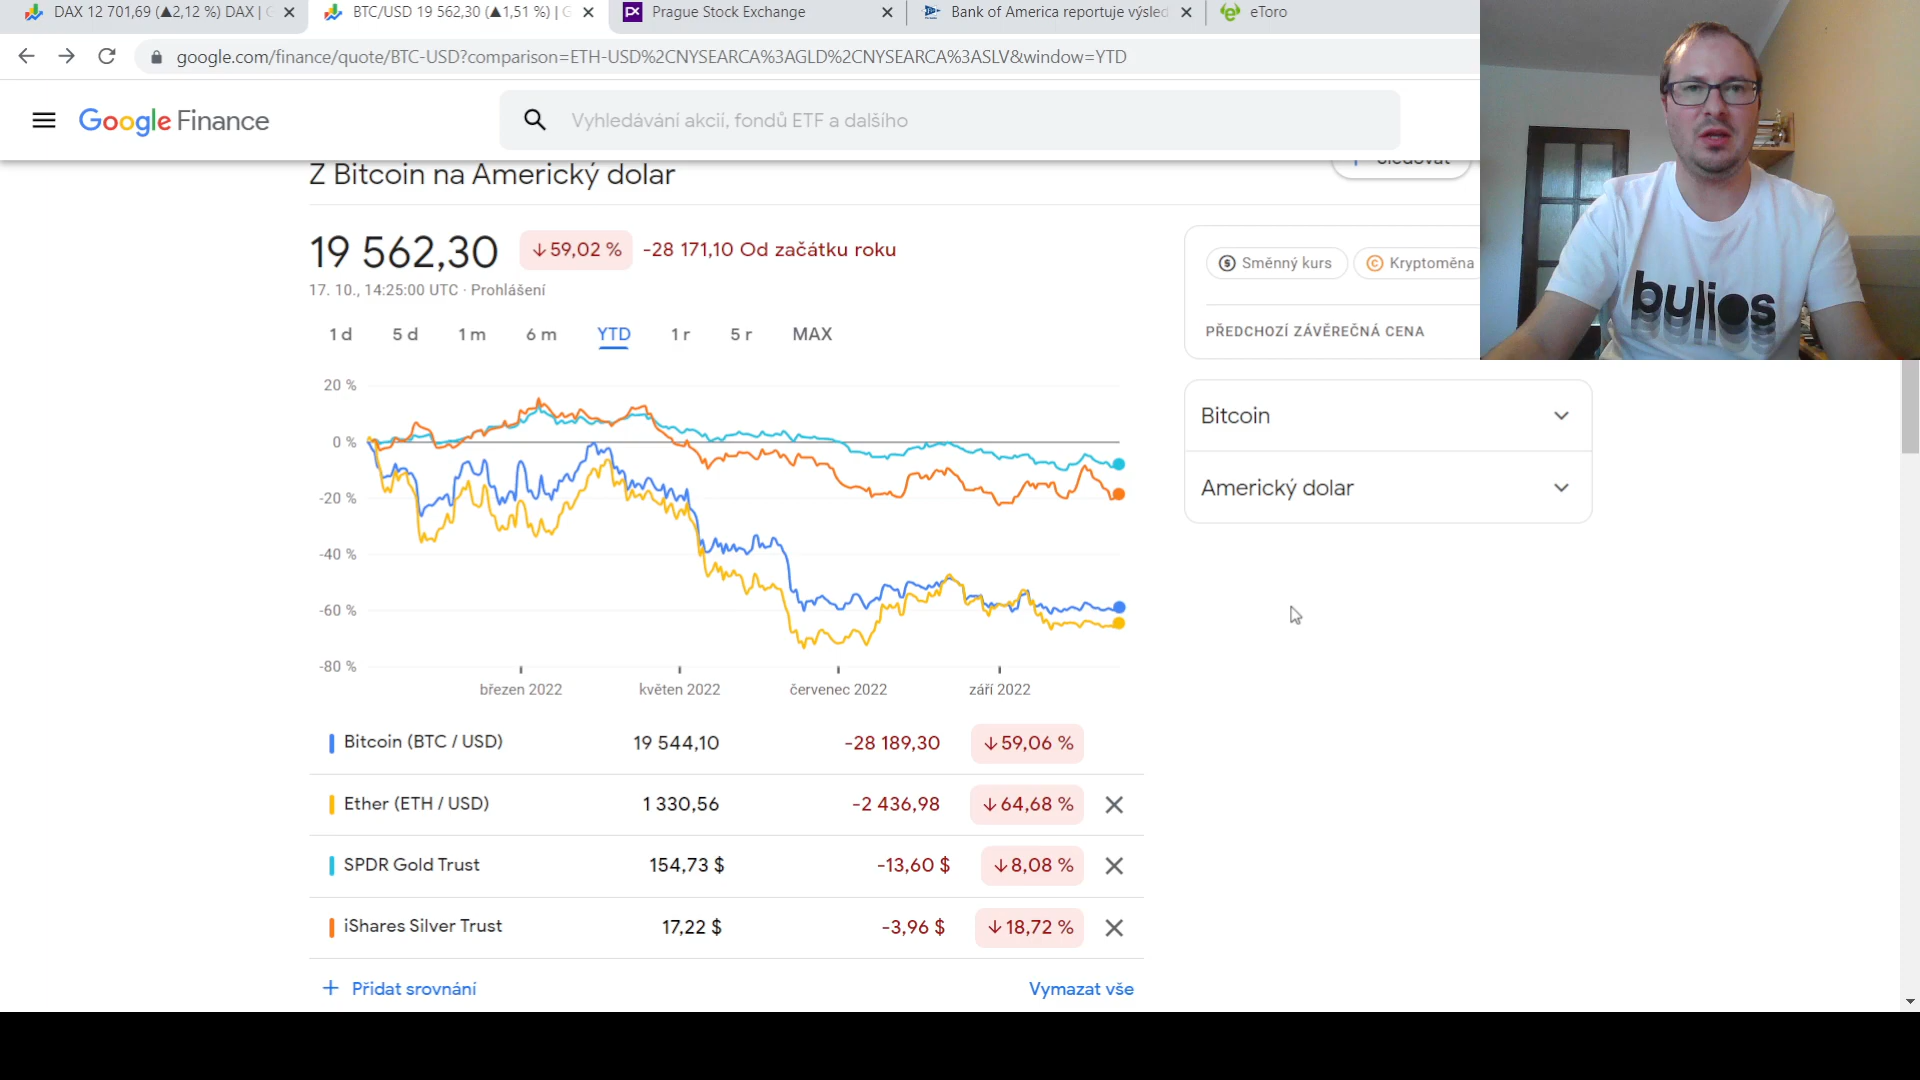 DAX 12 701,69 (▲2,12 %) DAX |
BTC/USD 19 562,30 (▲1,51 %) | G
Prague Stock Exchange
Bank of America reportuje výsled
eToro
google.com/finance/quote/BTC-USD?comparison=ETH-USD%2CNYSEARCA%3AGLD%2CNYSEARCA%3ASLV&window=YTD
Google Finance
Vyhledávání akcií, fondů ETF a dalšího
Z Bitcoin na Americký dolar
19 562,30
↓59,02 %
-28 171,10 Od začátku roku
17. 10., 14:25:00 UTC · Prohlášení
1 d 5 d 1 m 6 m YTD 1 r 5 r MAX
Směnný kurs
Kryptoměna
PŘEDCHOZÍ ZÁVĚREČNÁ CENA
bulios
Bitcoin
Americký dolar
20 %
0 %
-20 %
-40 %
-60 %
-80 %
březen 2022 květen 2022 červenec 2022 září 2022
Bitcoin (BTC / USD) 19 544,10 -28 189,30 ↓59,06 %
Ether (ETH / USD) 1 330,56 -2 436,98 ↓64,68 %
SPDR Gold Trust 154,73 $ -13,60 $ ↓8,08 %
iShares Silver Trust 17,22 $ -3,96 $ ↓18,72 %
+ Přidat srovnání
Vymazat vše